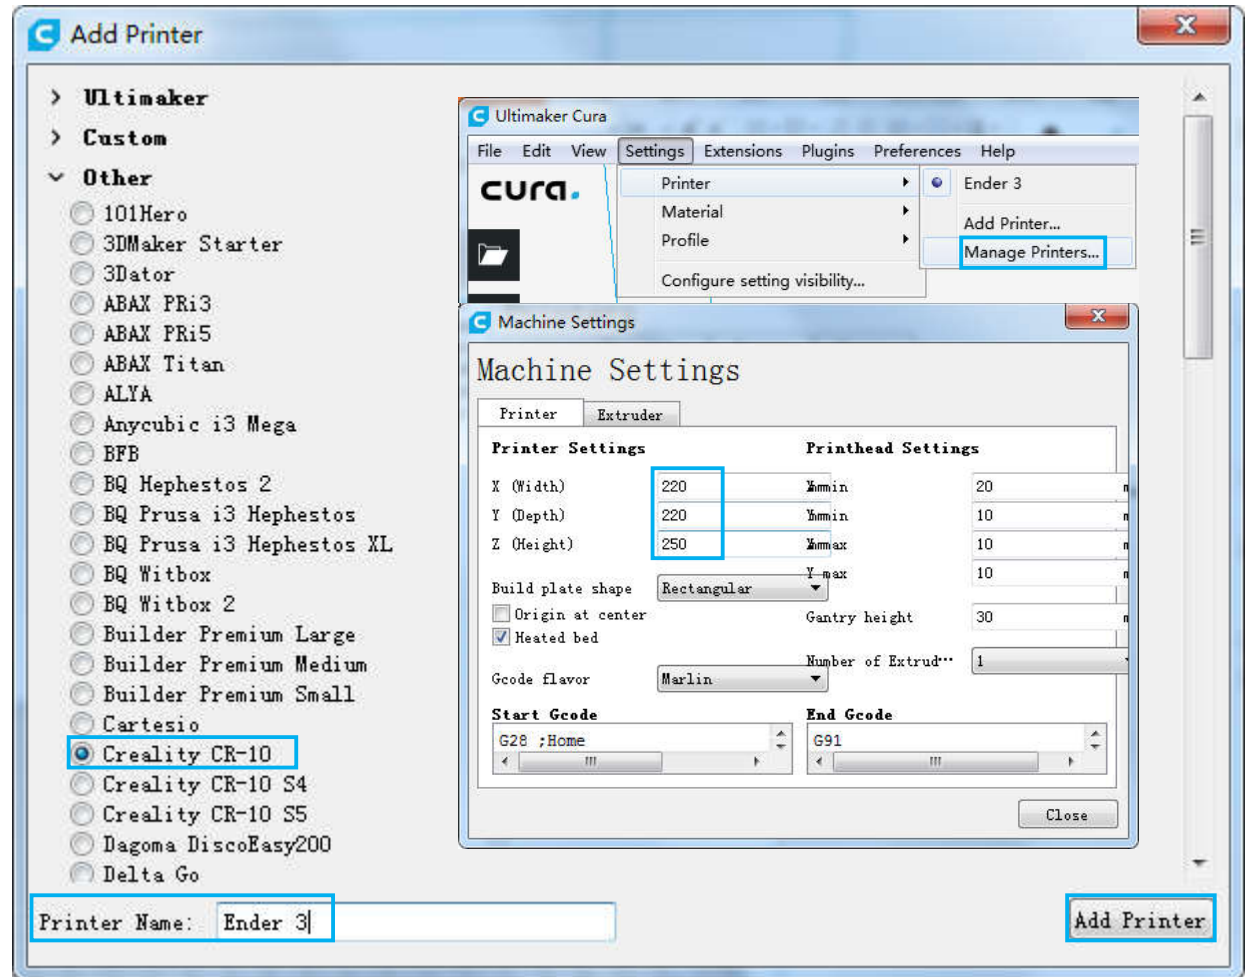 Add Printer
Ultimaker
Custom
Other
101Hero
3DMaker Starter
3Dator
ABAX PRi3
ABAX PRi5
ABAX Titan
ALYA
Anycubic i3 Mega
BFB
BQ Hephestos 2
BQ Prusa i3 Hephestos
BQ Prusa i3 Hephestos XL
BQ Witbox
BQ Witbox 2
Builder Premium Large
Builder Premium Medium
Builder Premium Small
Cartesio
Creality CR-10
Creality CR-10 S4
Creality CR-10 S5
Dagoma DiscoEasy200
Delta Go
Printer Name: Ender 3
Add Printer
Ultimaker Cura
File Edit View Settings Extensions Plugins Preferences Help
cura.
Printer
Material
Profile
Configure setting visibility...
Ender 3
Add Printer...
Manage Printers...
Machine Settings
Machine Settings
Printer Extruder
Printer Settings Printhead Settings
X (Width) 220 20
Y (Depth) 220 10
Z (Height) 250 10
Y max 10
Build plate shape Rectangular
Origin at center
Gantry height 30
Heated bed
Number of Extrud… 1
Gcode flavor Marlin
Start Gcode End Gcode
G28 ;Home G91
Close